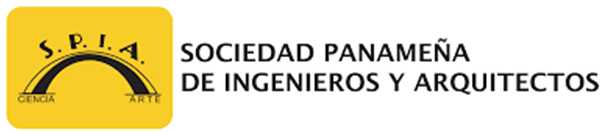 S.P.I.A.
CIENCIA ARTE
SOCIEDAD PANAMEÑA
DE INGENIEROS Y ARQUITECTOS